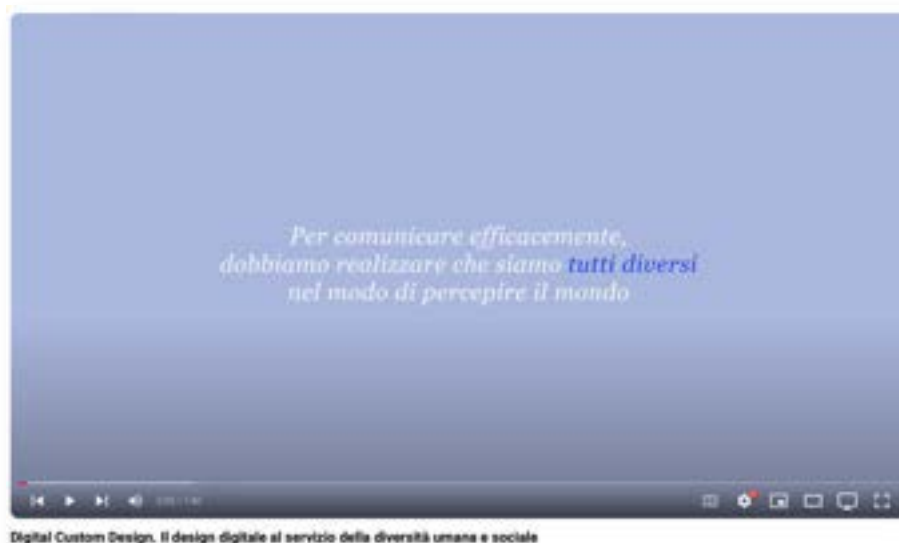 Per comunicare efficacemente,
dobbiamo realizzare che siamo tutti diversi
nel modo di percepire il mondo
Digital Custom Design. Il design digitale al servizio della diversità umana e sociale